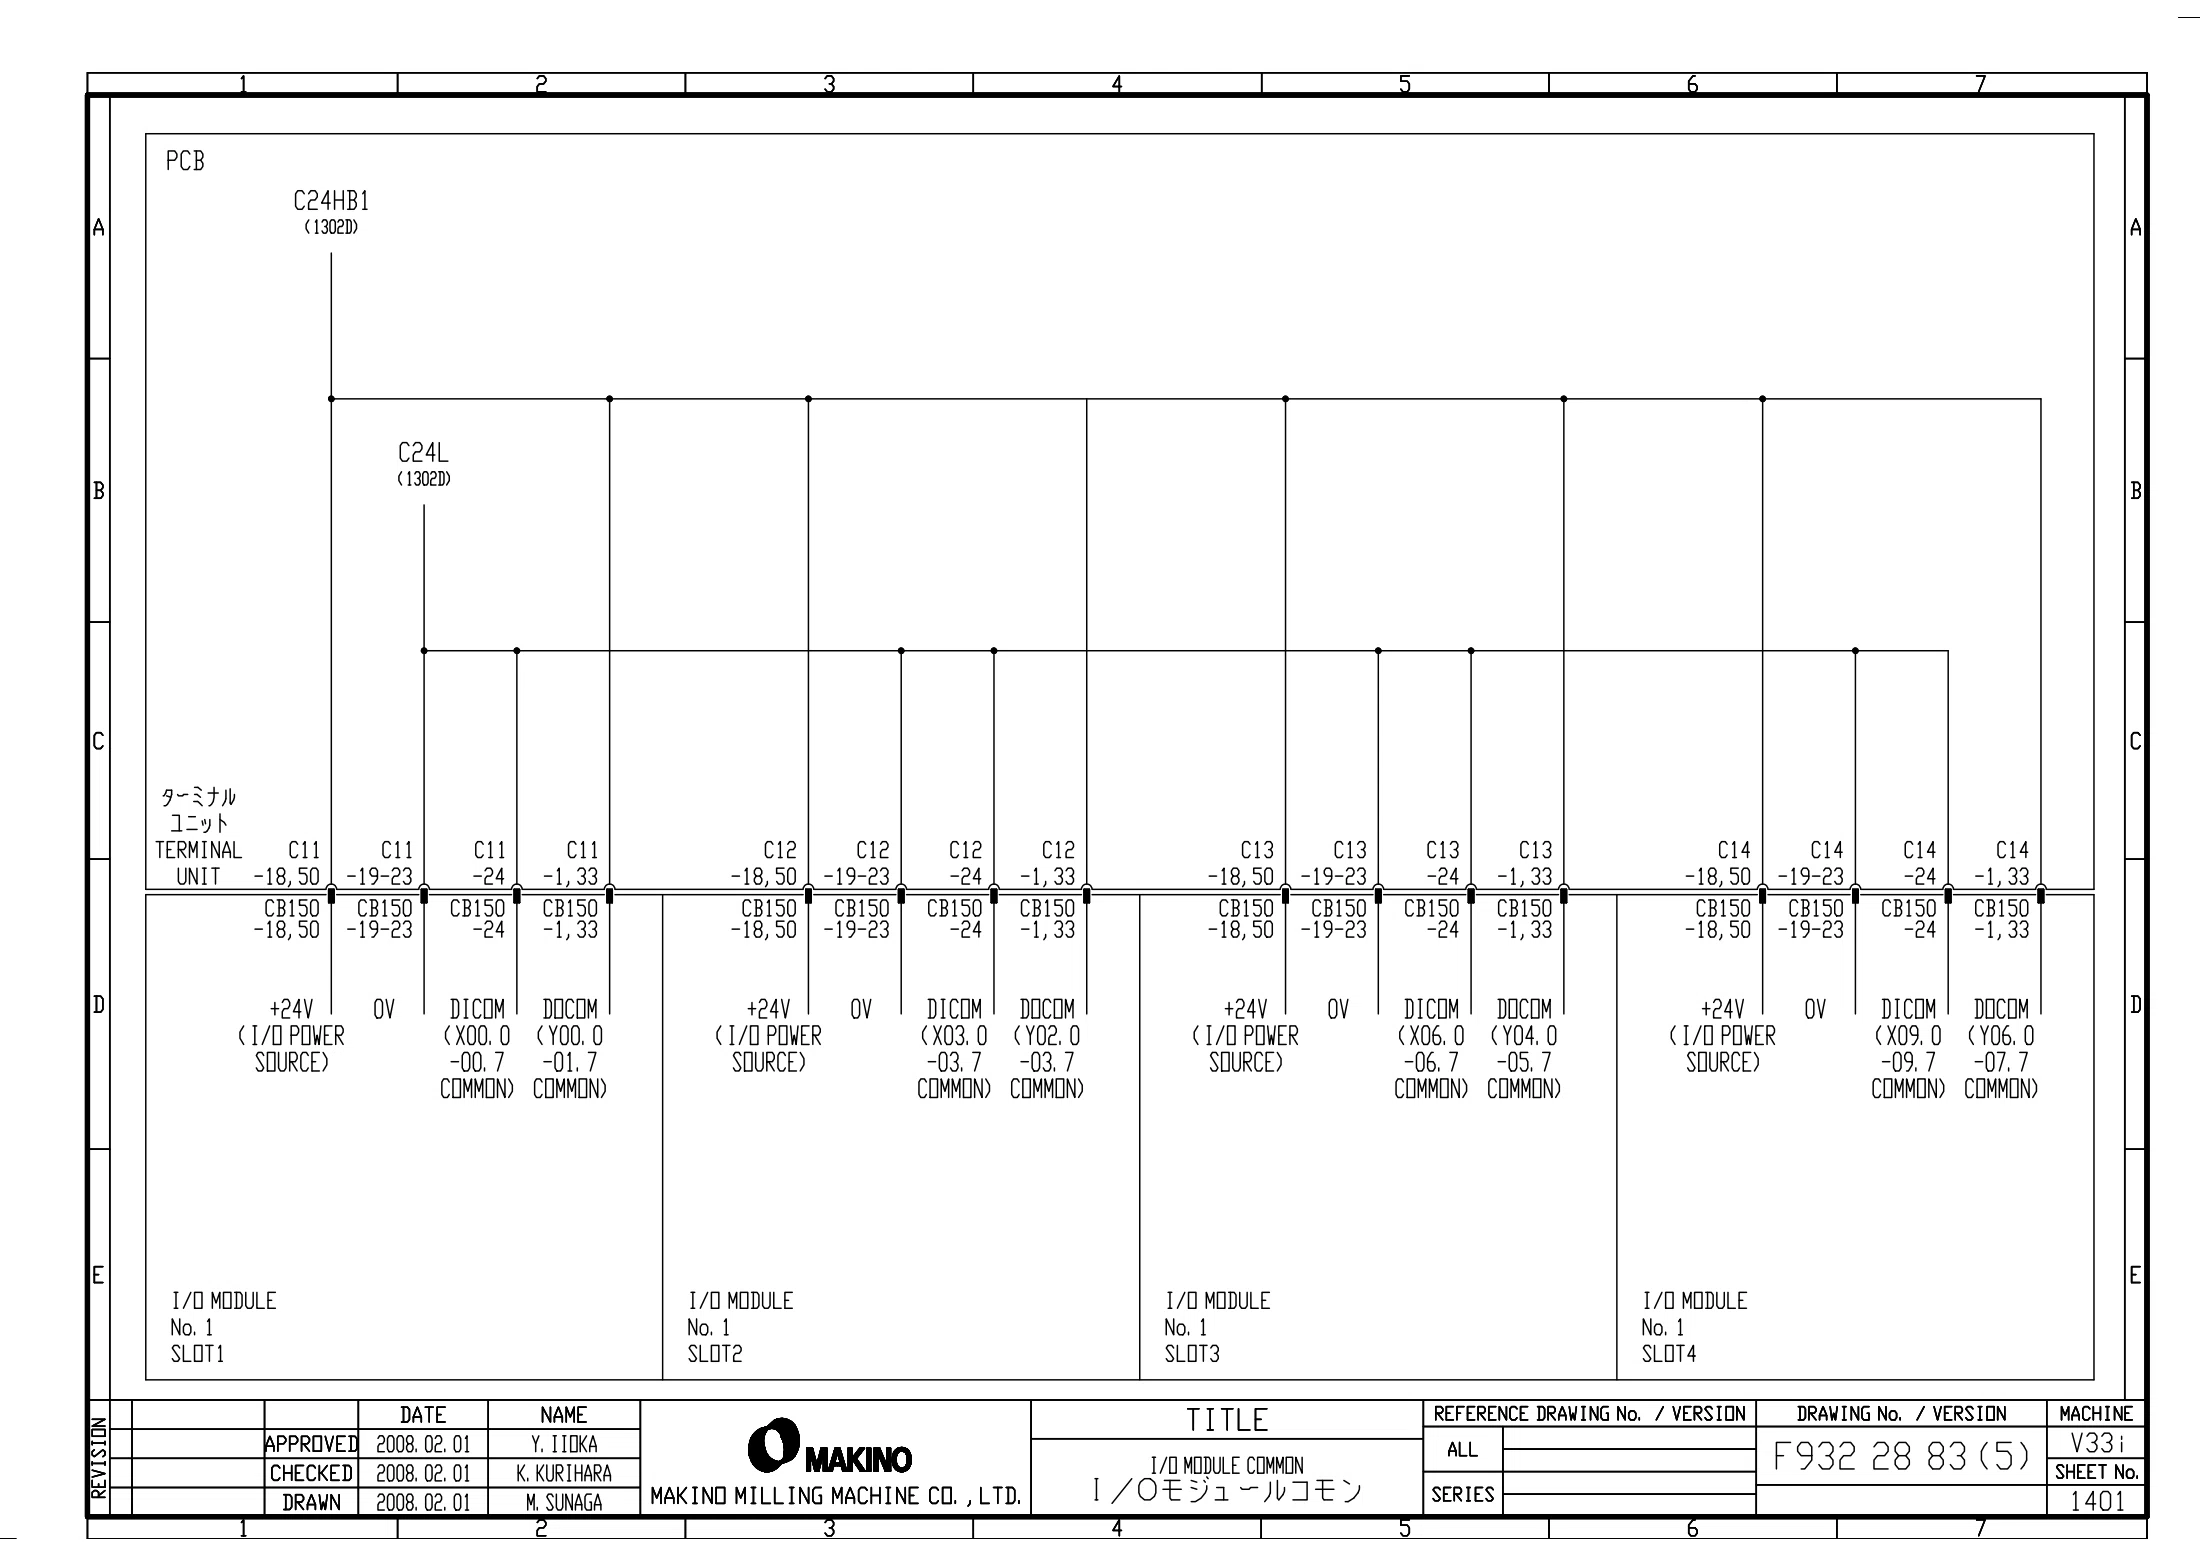 1 2 3 4 5 6 7
PCB
C24HB1
(1302D)
A A
C24L
(1302D)
B B
C C
ターミナル
ユニット
TERMINAL C11 C11 C11 C11 C12 C12 C12 C12 C13 C13 C13 C13 C14 C14 C14 C14
UNIT -18,50 -19-23 -24 -1,33 -18,50 -19-23 -24 -1,33 -18,50 -19-23 -24 -1,33 -18,50 -19-23 -24 -1,33
CB150 CB150 CB150 CB150 CB150 CB150 CB150 CB150 CB150 CB150 CB150 CB150 CB150 CB150 CB150 CB150
-18,50 -19-23 -24 -1,33 -18,50 -19-23 -24 -1,33 -18,50 -19-23 -24 -1,33 -18,50 -19-23 -24 -1,33
D D
+24V 0V DICOM DOCOM +24V 0V DICOM DOCOM +24V 0V DICOM DOCOM +24V 0V DICOM DOCOM
(I/O POWER (X00.0 (Y00.0 (I/O POWER (X03.0 (Y02.0 (I/O POWER (X06.0 (Y04.0 (I/O POWER (X09.0 (Y06.0
SOURCE) -00.7 -01.7 SOURCE) -03.7 -03.7 SOURCE) -06.7 -05.7 SOURCE) -09.7 -07.7
COMMON) COMMON) COMMON) COMMON) COMMON) COMMON) COMMON) COMMON)
E E
I/O MODULE I/O MODULE I/O MODULE I/O MODULE
No. 1 No. 1 No. 1 No. 1
SLOT1 SLOT2 SLOT3 SLOT4
REVISION
DATE NAME
APPROVED 2008.02.01 Y. IIOKA
CHECKED 2008.02.01 K. KURIHARA
DRAWN 2008.02.01 M. SUNAGA
MAKINO
MAKINO MILLING MACHINE CO.,LTD.
TITLE
I/O MODULE COMMON
I/Oモジュールコモン
REFERENCE DRAWING No. / VERSION
ALL
SERIES
DRAWING No. / VERSION
F932 28 83(5)
MACHINE
V33i
SHEET No.
1401
1 2 3 4 5 6 7